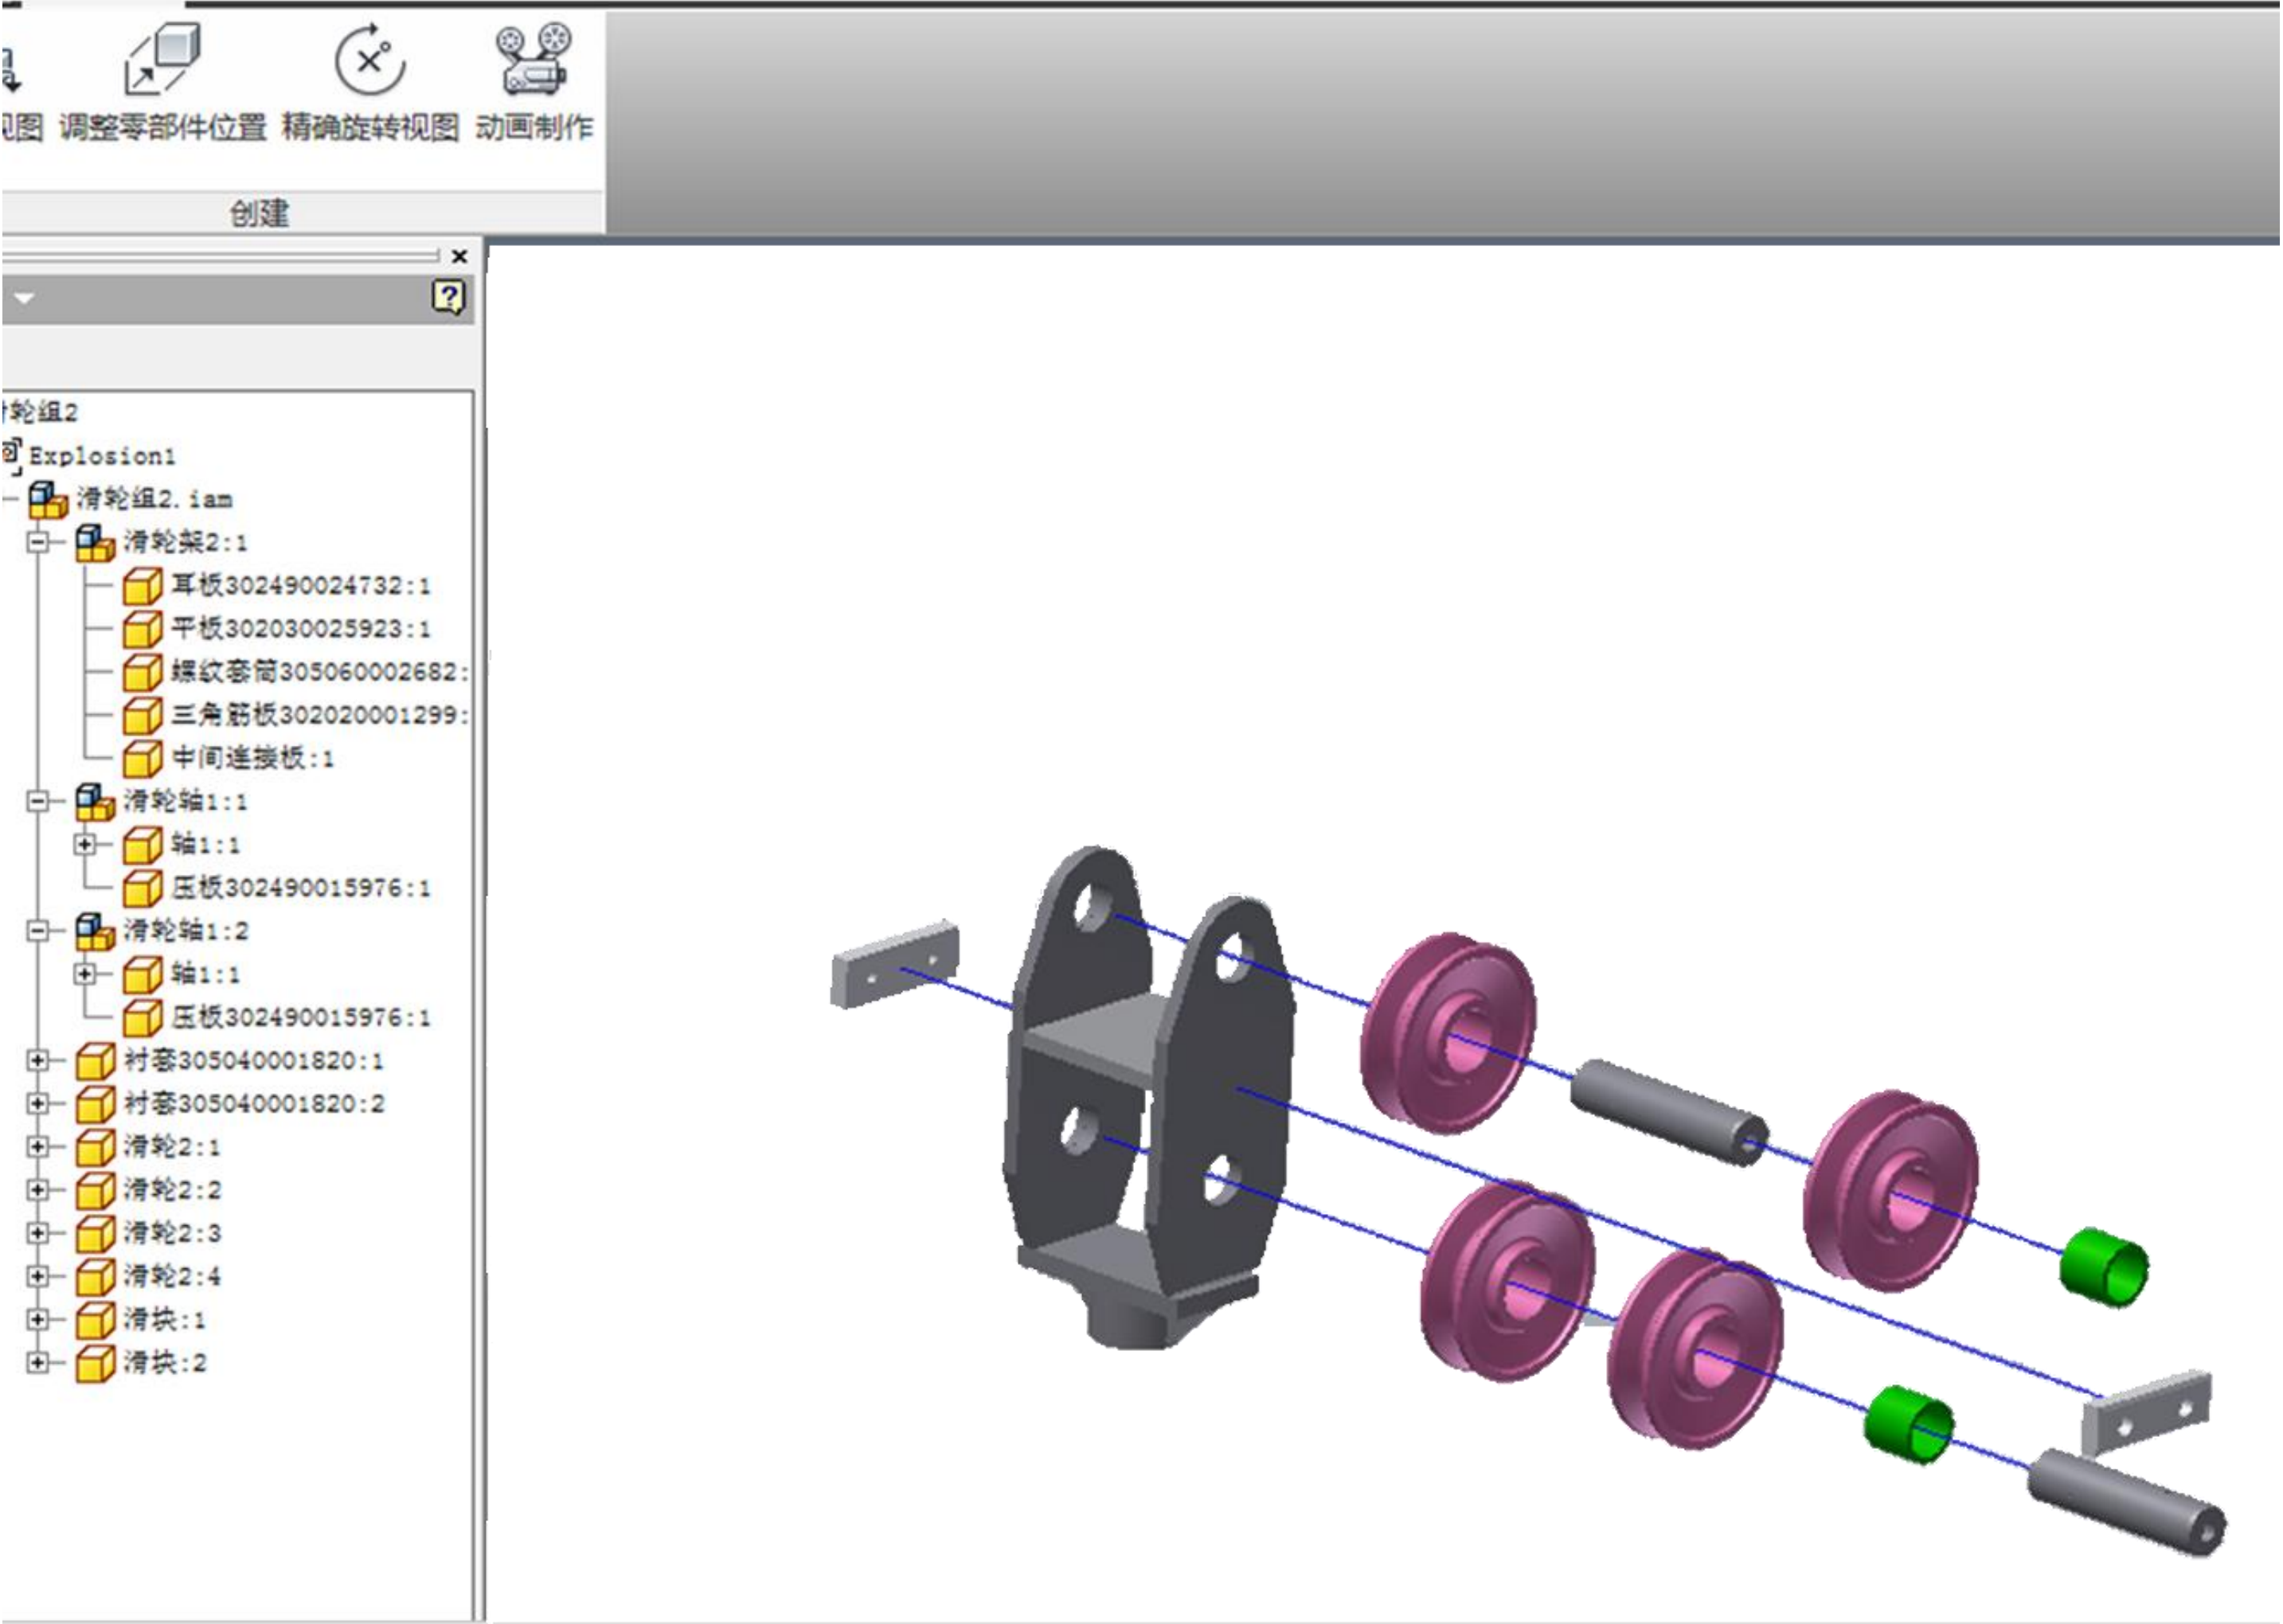 视图 调整零部件位置 精确旋转视图 动画制作
创建
滑轮组2
Explosion1
滑轮组2.iam
滑轮架2:1
耳板302490024732:1
平板302030025923:1
螺纹套筒305060002682:
三角筋板302020001299:
中间连接板:1
滑轮轴1:1
轴1:1
压板302490015976:1
滑轮轴1:2
轴1:1
压板302490015976:1
衬套305040001820:1
衬套305040001820:2
滑轮2:1
滑轮2:2
滑轮2:3
滑轮2:4
滑块:1
滑块:2